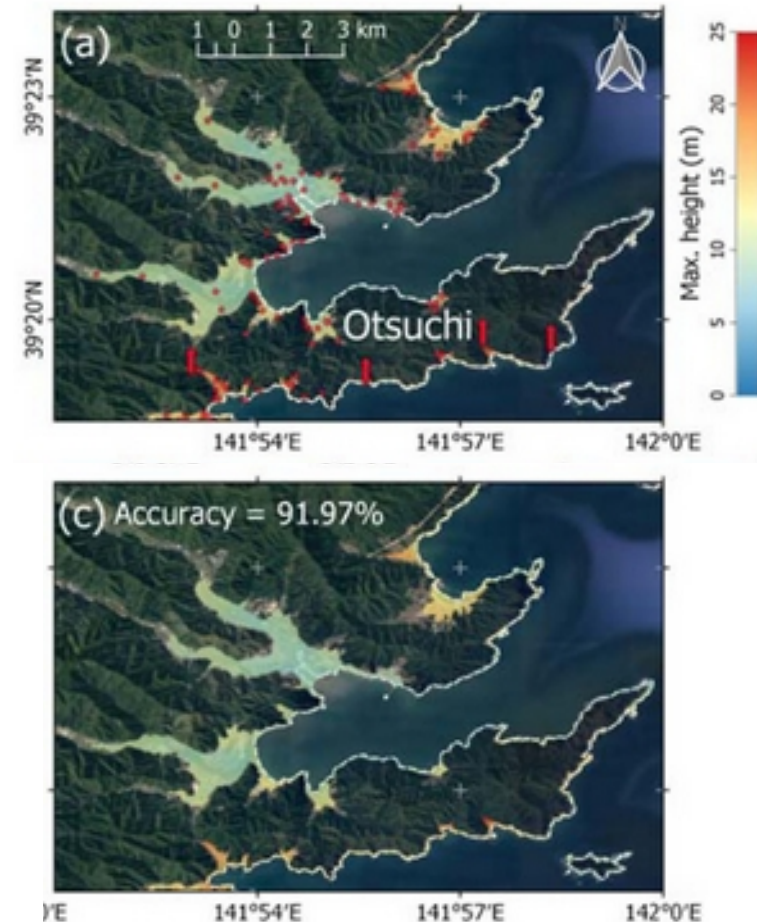 (a)
1 0 1 2 3 km
N
39°23'N
39°20'N
Otsuchi
141°54'E 141°57'E 142°0'E
25
20
15
10
5
0
Max. height (m)
(c) Accuracy = 91.97%
0'E 141°54'E 141°57'E 142°0'E